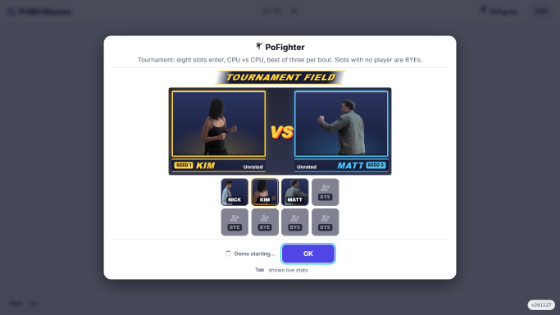 PoFighter
Tournament: eight slots enter, CPU vs CPU, best of three per bout. Slots with no player are BYEs.
TOURNAMENT FIELD
VS
SEED 1 KIM Unrated
Unrated MATT SEED 2
NICK KIM MATT BYE
BYE BYE BYE BYE
Demo starting... OK
Tab shows live stats
v261127